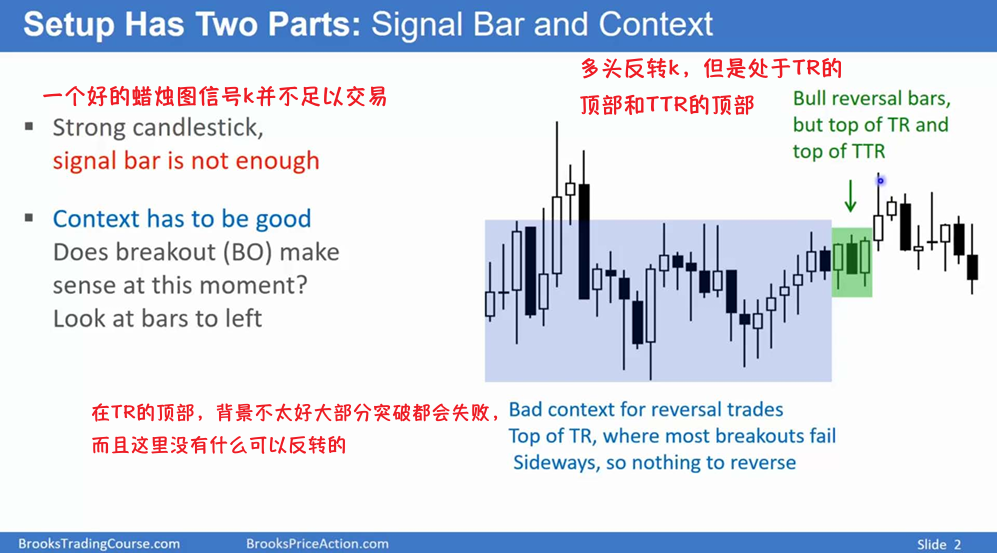 Setup Has Two Parts: Signal Bar and Context
一个好的蜡烛图信号k并不足以交易
▪ Strong candlestick,
signal bar is not enough
▪ Context has to be good
Does breakout (BO) make
sense at this moment?
Look at bars to left
多头反转k，但是处于TR的
顶部和TTR的顶部
Bull reversal bars,
but top of TR and
top of TTR
在TR的顶部，背景不太好大部分突破都会失败，
而且这里没有什么可以反转的
Bad context for reversal trades
Top of TR, where most breakouts fail
Sideways, so nothing to reverse
BrooksTradingCourse.com
BrooksPriceAction.com
Slide 2